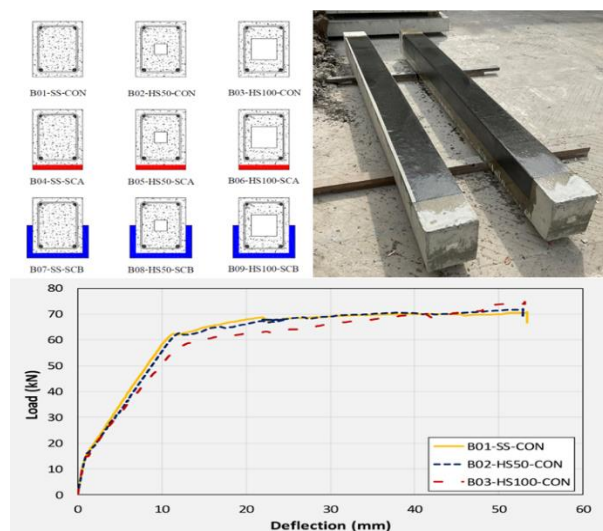 B01-SS-CON B02-HS50-CON B03-HS100-CON
B04-SS-SCA B05-HS50-SCA B06-HS100-SCA
B07-SS-SCB B08-HS50-SCB B09-HS100-SCB
80
70
60
50
40
30
20
10
0
Load (kN)
B01-SS-CON
B02-HS50-CON
B03-HS100-CON
0 10 20 30 40 50 60
Deflection (mm)